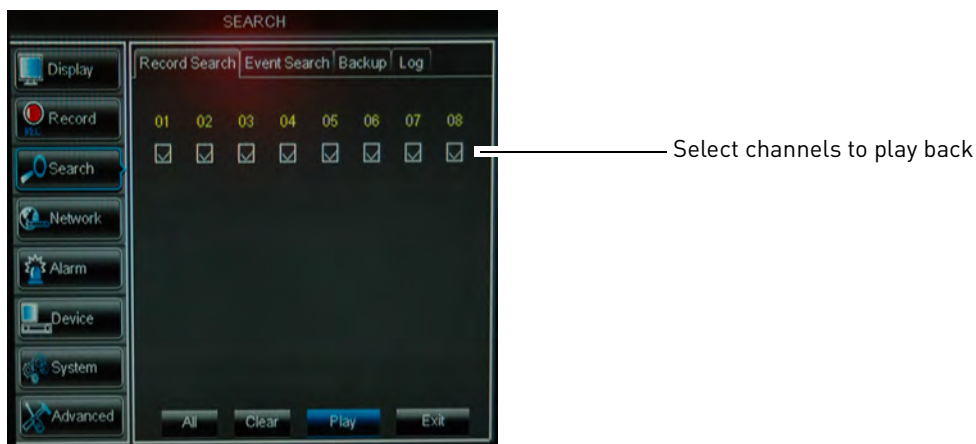 SEARCH
Display
Record
REC
Search
Network
Alarm
Device
System
Advanced
Record Search Event Search Backup Log
01 02 03 04 05 06 07 08
All Clear Play Exit
Select channels to play back